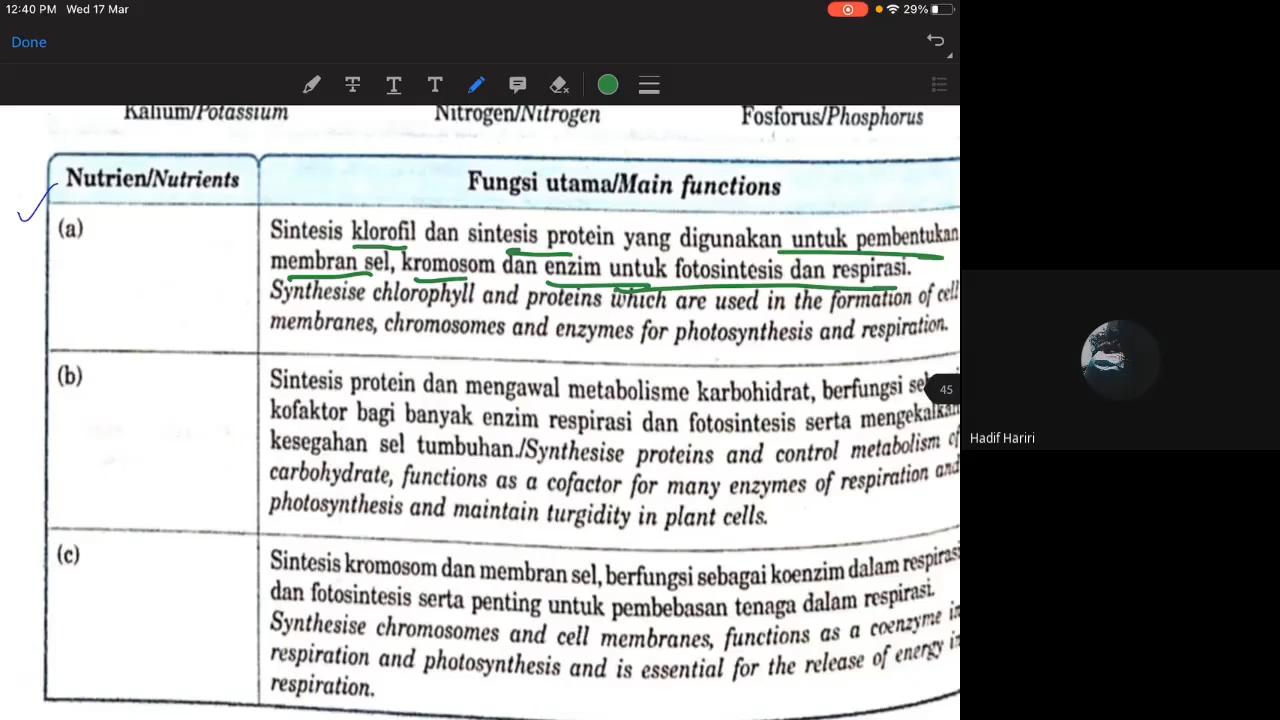 12:40 PM Wed 17 Mar
29%
Done
Kalium/Potassium Nitrogen/Nitrogen Fosforus/Phosphorus
Nutrien/Nutrients Fungsi utama/Main functions
(a)
Sintesis klorofil dan sintesis protein yang digunakan untuk pembentukan
membran sel, kromosom dan enzim untuk fotosintesis dan respirasi.
Synthesise chlorophyll and proteins which are used in the formation of cell
membranes, chromosomes and enzymes for photosynthesis and respiration.
(b)
Sintesis protein dan mengawal metabolisme karbohidrat, berfungsi
kofaktor bagi banyak enzim respirasi dan fotosintesis serta mengekalkan
kesegahan sel tumbuhan./Synthesise proteins and control metabolism of
carbohydrate, functions as a cofactor for many enzymes of respiration and
photosynthesis and maintain turgidity in plant cells.
45
(c)
Sintesis kromosom dan membran sel, berfungsi sebagai koenzim dalam respirasi
dan fotosintesis serta penting untuk pembebasan tenaga dalam respirasi.
Synthesise chromosomes and cell membranes, functions as a coenzyme in
respiration and photosynthesis and is essential for the release of energy in
respiration.
Hadif Hariri